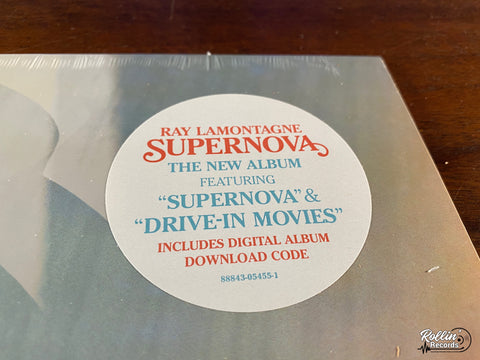 RAY LAMONTAGNE
SUPERNOVA
THE NEW ALBUM
FEATURING
“SUPERNOVA” &
“DRIVE-IN MOVIES”
INCLUDES DIGITAL ALBUM
DOWNLOAD CODE
88843-05455-1
Rollin
Records